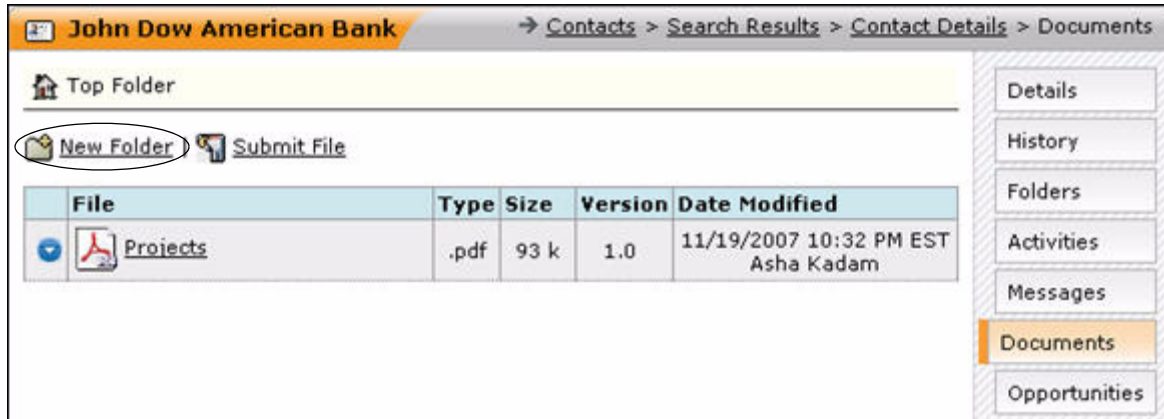 John Dow American Bank
Contacts > Search Results > Contact Details > Documents
Top Folder
New Folder | Submit File
File Type Size Version Date Modified
Projects .pdf 93 k 1.0 11/19/2007 10:32 PM EST
Asha Kadam
Details
History
Folders
Activities
Messages
Documents
Opportunities